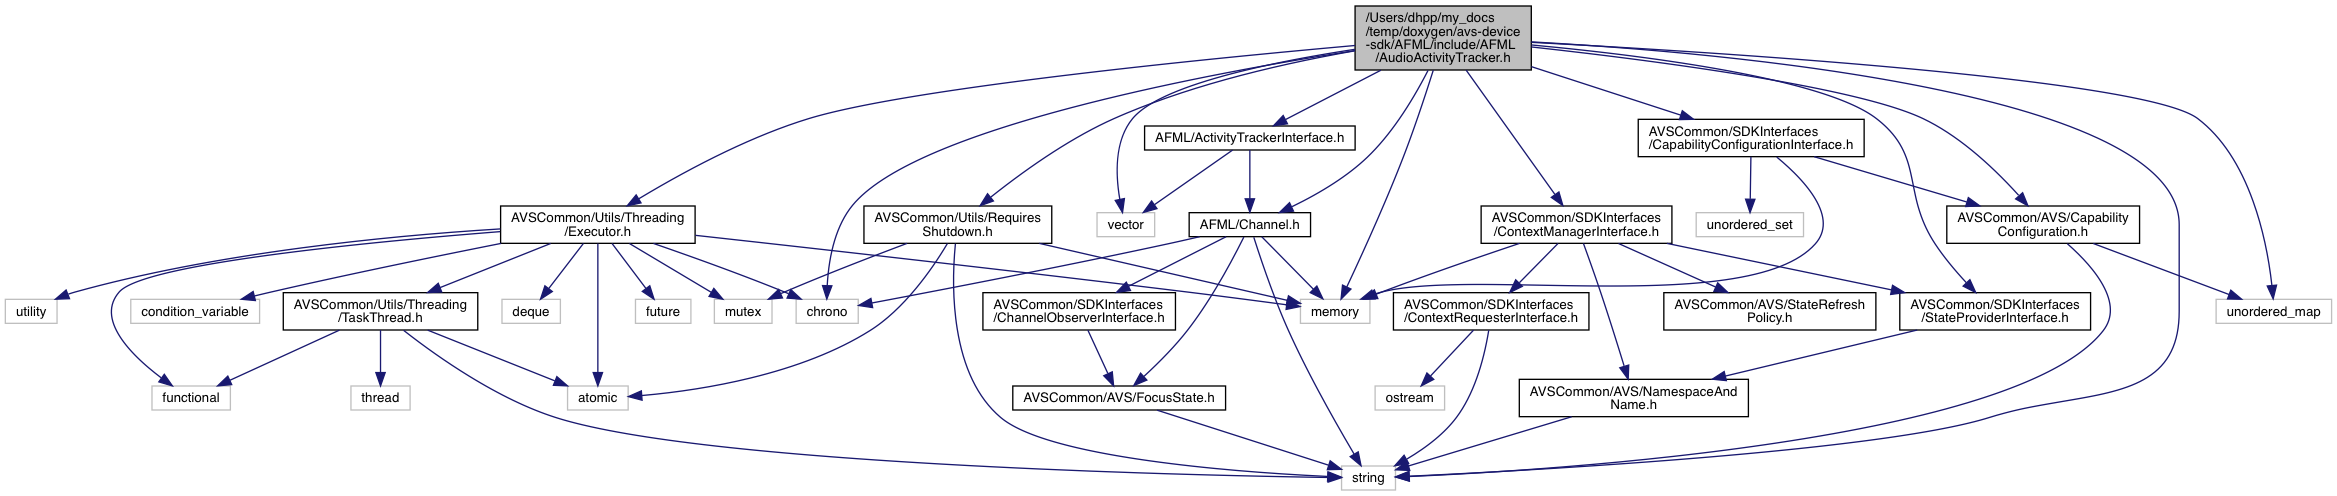 /Users/dhpp/my_docs
/temp/doxygen/avs-device
-sdk/AFML/include/AFML
/AudioActivityTracker.h
AFML/ActivityTrackerInterface.h
AVSCommon/SDKInterfaces
/CapabilityConfigurationInterface.h
AVSCommon/Utils/Threading
/Executor.h
AVSCommon/Utils/Requires
Shutdown.h
vector
AFML/Channel.h
AVSCommon/SDKInterfaces
/ContextManagerInterface.h
unordered_set
AVSCommon/AVS/Capability
Configuration.h
utility
condition_variable
AVSCommon/Utils/Threading
/TaskThread.h
deque
future
mutex
chrono
AVSCommon/SDKInterfaces
/ChannelObserverInterface.h
memory
AVSCommon/SDKInterfaces
/ContextRequesterInterface.h
AVSCommon/AVS/StateRefresh
Policy.h
AVSCommon/SDKInterfaces
/StateProviderInterface.h
unordered_map
functional
thread
atomic
AVSCommon/AVS/FocusState.h
ostream
AVSCommon/AVS/NamespaceAnd
Name.h
string